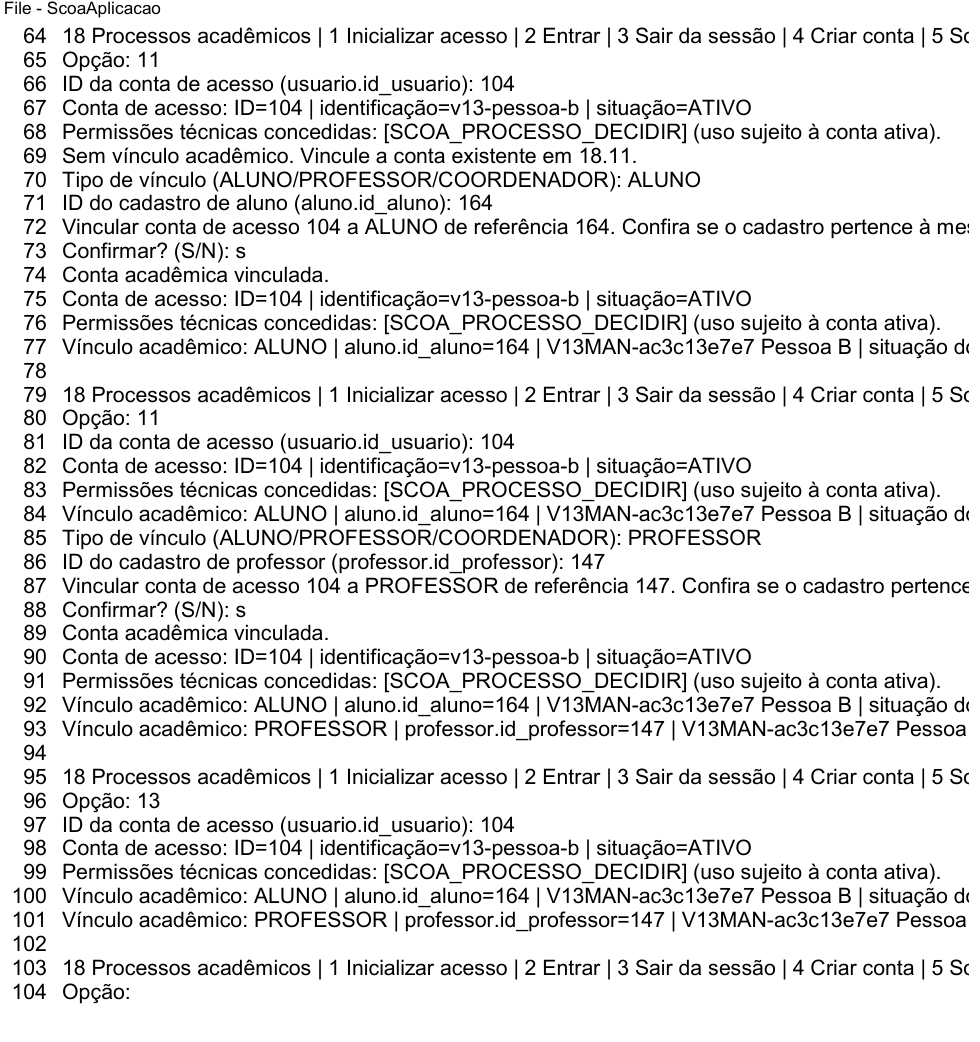 File - ScoaAplicacao
64 18 Processos acadêmicos | 1 Inicializar acesso | 2 Entrar | 3 Sair da sessão | 4 Criar conta | 5 Sc
65 Opção: 11
66 ID da conta de acesso (usuario.id_usuario): 104
67 Conta de acesso: ID=104 | identificação=v13-pessoa-b | situação=ATIVO
68 Permissões técnicas concedidas: [SCOA_PROCESSO_DECIDIR] (uso sujeito à conta ativa).
69 Sem vínculo acadêmico. Vincule a conta existente em 18.11.
70 Tipo de vínculo (ALUNO/PROFESSOR/COORDENADOR): ALUNO
71 ID do cadastro de aluno (aluno.id_aluno): 164
72 Vincular conta de acesso 104 a ALUNO de referência 164. Confira se o cadastro pertence à mes
73 Confirmar? (S/N): s
74 Conta acadêmica vinculada.
75 Conta de acesso: ID=104 | identificação=v13-pessoa-b | situação=ATIVO
76 Permissões técnicas concedidas: [SCOA_PROCESSO_DECIDIR] (uso sujeito à conta ativa).
77 Vínculo acadêmico: ALUNO | aluno.id_aluno=164 | V13MAN-ac3c13e7e7 Pessoa B | situação do
78
79 18 Processos acadêmicos | 1 Inicializar acesso | 2 Entrar | 3 Sair da sessão | 4 Criar conta | 5 Sc
80 Opção: 11
81 ID da conta de acesso (usuario.id_usuario): 104
82 Conta de acesso: ID=104 | identificação=v13-pessoa-b | situação=ATIVO
83 Permissões técnicas concedidas: [SCOA_PROCESSO_DECIDIR] (uso sujeito à conta ativa).
84 Vínculo acadêmico: ALUNO | aluno.id_aluno=164 | V13MAN-ac3c13e7e7 Pessoa B | situação do
85 Tipo de vínculo (ALUNO/PROFESSOR/COORDENADOR): PROFESSOR
86 ID do cadastro de professor (professor.id_professor): 147
87 Vincular conta de acesso 104 a PROFESSOR de referência 147. Confira se o cadastro pertence
88 Confirmar? (S/N): s
89 Conta acadêmica vinculada.
90 Conta de acesso: ID=104 | identificação=v13-pessoa-b | situação=ATIVO
91 Permissões técnicas concedidas: [SCOA_PROCESSO_DECIDIR] (uso sujeito à conta ativa).
92 Vínculo acadêmico: ALUNO | aluno.id_aluno=164 | V13MAN-ac3c13e7e7 Pessoa B | situação do
93 Vínculo acadêmico: PROFESSOR | professor.id_professor=147 | V13MAN-ac3c13e7e7 Pessoa
94
95 18 Processos acadêmicos | 1 Inicializar acesso | 2 Entrar | 3 Sair da sessão | 4 Criar conta | 5 Sc
96 Opção: 13
97 ID da conta de acesso (usuario.id_usuario): 104
98 Conta de acesso: ID=104 | identificação=v13-pessoa-b | situação=ATIVO
99 Permissões técnicas concedidas: [SCOA_PROCESSO_DECIDIR] (uso sujeito à conta ativa).
100 Vínculo acadêmico: ALUNO | aluno.id_aluno=164 | V13MAN-ac3c13e7e7 Pessoa B | situação do
101 Vínculo acadêmico: PROFESSOR | professor.id_professor=147 | V13MAN-ac3c13e7e7 Pessoa
102
103 18 Processos acadêmicos | 1 Inicializar acesso | 2 Entrar | 3 Sair da sessão | 4 Criar conta | 5 Sc
104 Opção: